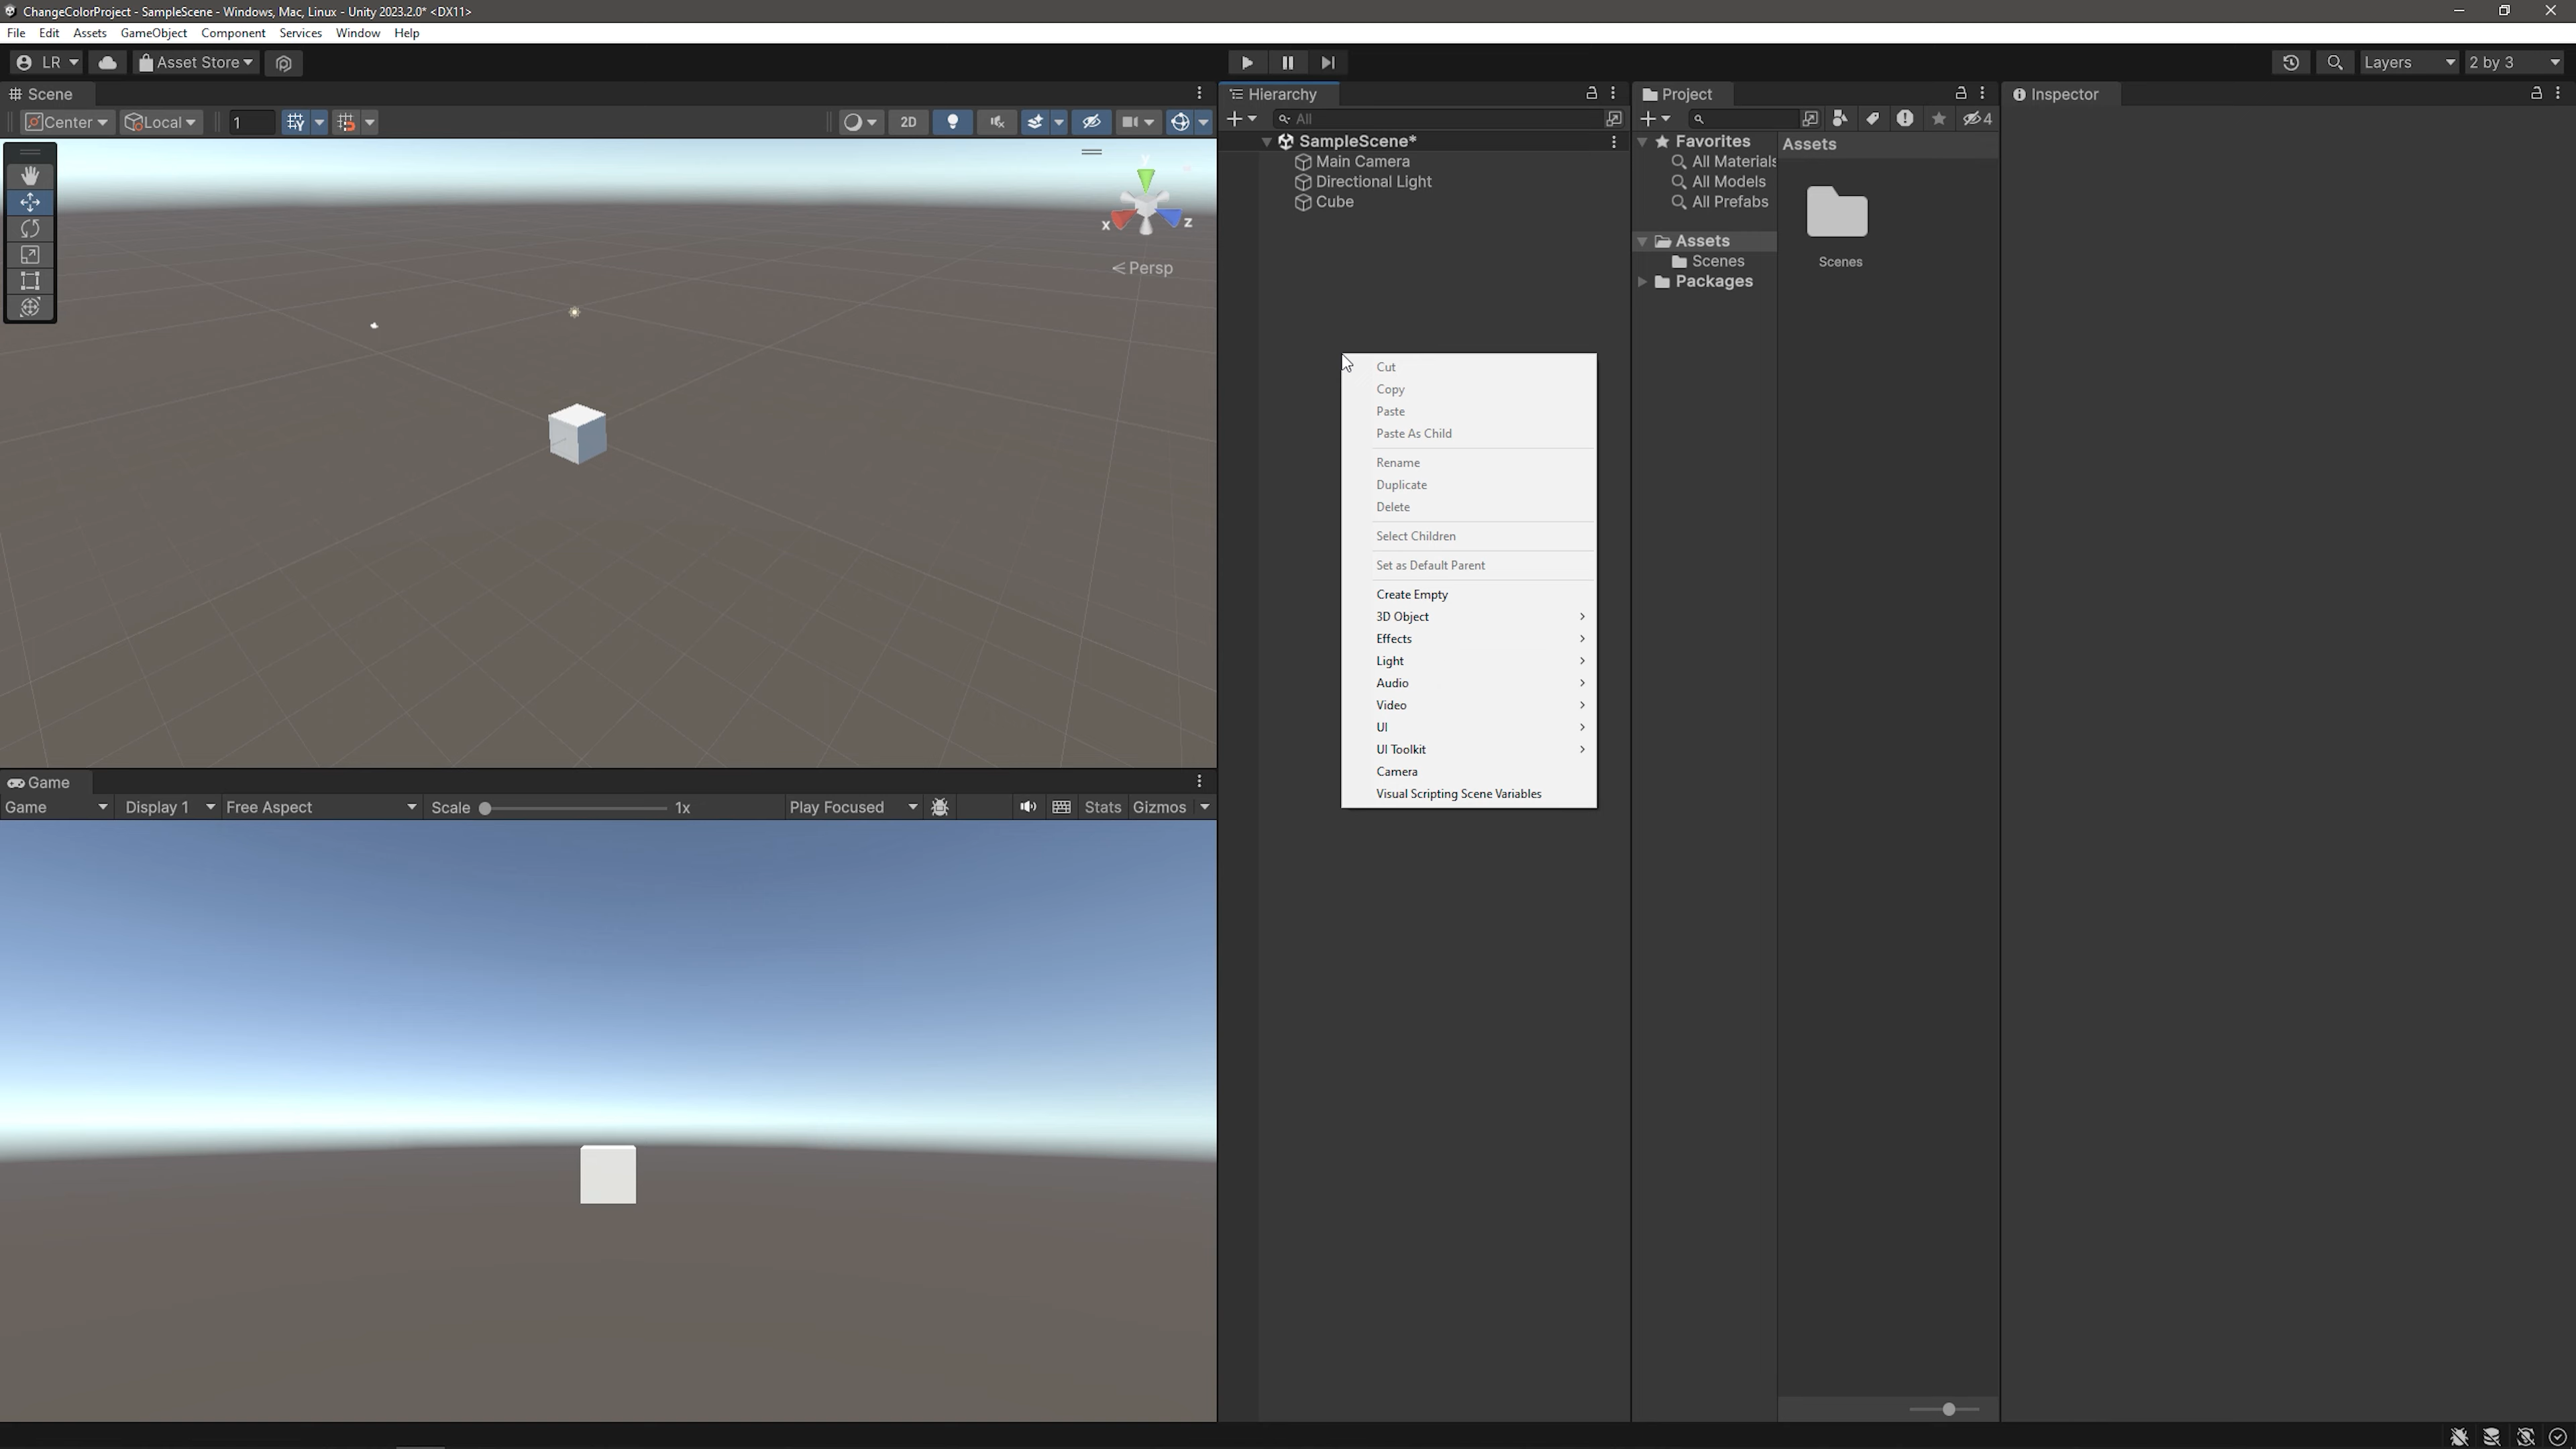 ChangeColorProject - SampleScene - Windows, Mac, Linux - Unity 2023.2.0* <DX11>
File Edit Assets GameObject Component Services Window Help
LR Asset Store Layers 2 by 3
Scene
Center Local 1 2D
y
x z
Persp
Hierarchy
All
SampleScene*
Main Camera
Directional Light
Cube
Cut
Copy
Paste
Paste As Child
Rename
Duplicate
Delete
Select Children
Set as Default Parent
Create Empty
3D Object
Effects
Light
Audio
Video
UI
UI Toolkit
Camera
Visual Scripting Scene Variables
Project
4
Favorites
All Materials
All Models
All Prefabs
Assets
Scenes
Packages
Assets
Scenes
Inspector
Game
Game Display 1 Free Aspect Scale 1x Play Focused Stats Gizmos